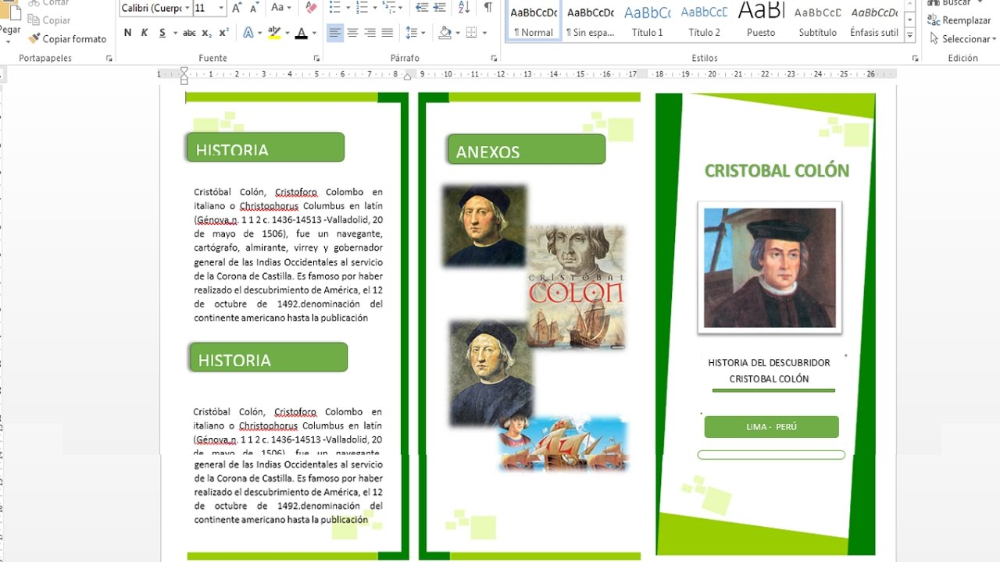 Cortar
Copiar
Pegar
Copiar formato
Portapapeles
Calibri (Cuerpo
11
A A Aa
N K S abc x₂ x² A ab A
Fuente
Párrafo
AaBbCcDc AaBbCcDc AaBbC( AaBbCcD AaB AaBbCcD AaBbCcDc
¶ Normal ¶ Sin espa... Título 1 Título 2 Puesto Subtítulo Énfasis sutil
Estilos
Buscar
Reemplazar
Seleccionar
Edición
1 1 2 3 4 5 6 7 8 9 10 11 12 13 14 15 16 17 18 19 20 21 22 23 24 25 26
HISTORIA
Cristóbal Colón, Cristoforo Colombo en
italiano o Christophorus Columbus en latín
(Génova,n. 1 1 2 c. 1436-14513 -Valladolid, 20
de mayo de 1506), fue un navegante,
cartógrafo, almirante, virrey y gobernador
general de las Indias Occidentales al servicio
de la Corona de Castilla. Es famoso por haber
realizado el descubrimiento de América, el 12
de octubre de 1492.denominación del
continente americano hasta la publicación
HISTORIA
Cristóbal Colón, Cristoforo Colombo en
italiano o Christophorus Columbus en latín
(Génova,n. 1 1 2 c. 1436-14513 -Valladolid, 20
de mayo de 1506), fue un navegante,
general de las Indias Occidentales al servicio
de la Corona de Castilla. Es famoso por haber
realizado el descubrimiento de América, el 12
de octubre de 1492.denominación del
continente americano hasta la publicación
ANEXOS
CRISTOBAL
COLON
CRISTOBAL COLÓN
HISTORIA DEL DESCUBRIDOR
CRISTOBAL COLÓN
LIMA - PERÚ